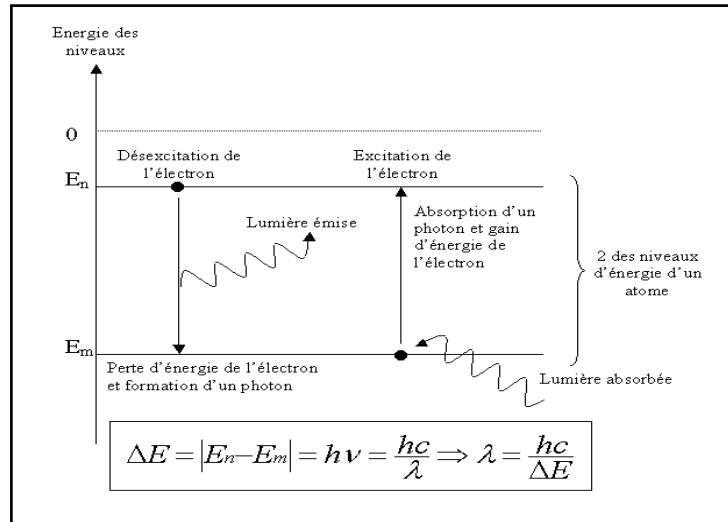 Energie des
niveaux
0
Désexcitation de
l'électron
Excitation de
l'électron
En
Lumière émise
Absorption d'un
photon et gain
d'énergie de
l'électron
2 des niveaux
d'énergie d'un
atome
Em
Perte d'énergie de l'électron
et formation d'un photon
Lumière absorbée
ΔE = |En−Em| = hν = hc/λ ⇒ λ = hc/ΔE